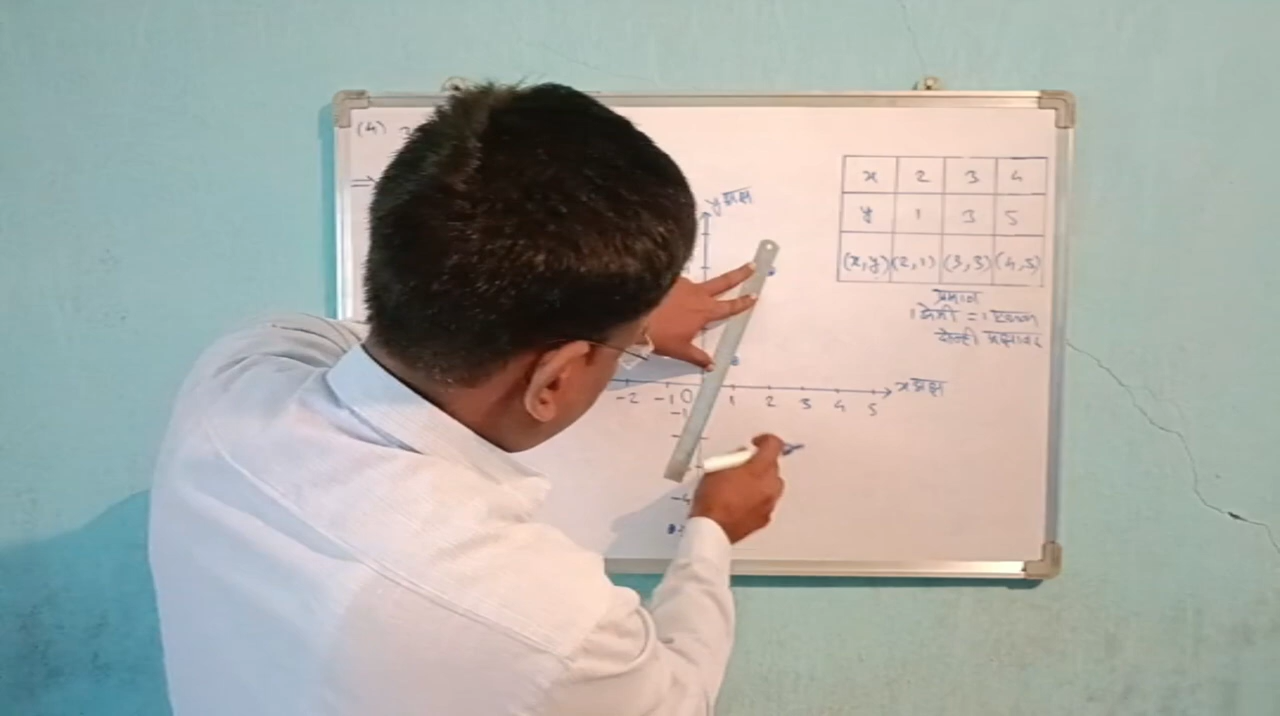 (4)
⇒
y अक्ष
x 2 3 4
y 1 3 5
(x,y) (2,1) (3,3) (4,5)
प्रमाण
1 सेमी = 1 एकक
दोन्ही अक्षावर
x अक्ष
-2 -1 0 1 2 3 4 5
-1
-4